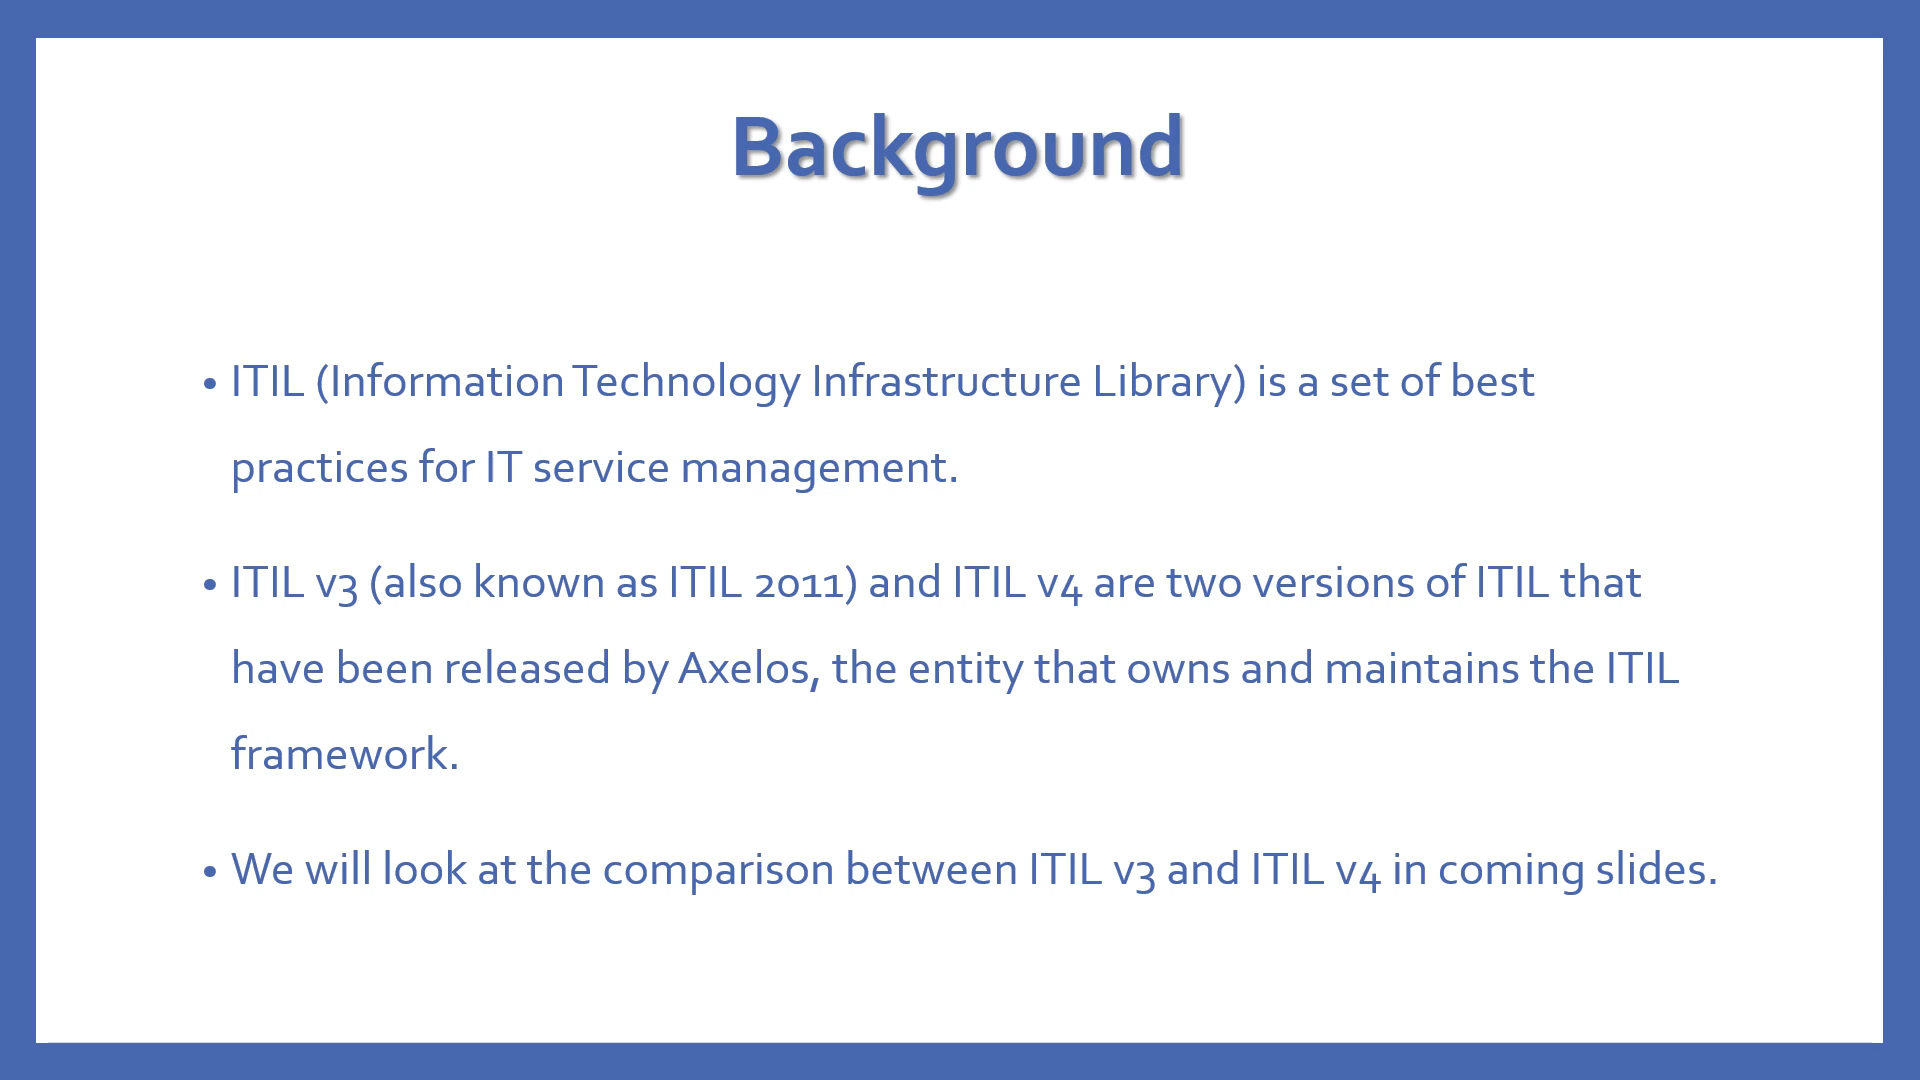 Background
• ITIL (Information Technology Infrastructure Library) is a set of best
practices for IT service management.
• ITIL v3 (also known as ITIL 2011) and ITIL v4 are two versions of ITIL that
have been released by Axelos, the entity that owns and maintains the ITIL
framework.
• We will look at the comparison between ITIL v3 and ITIL v4 in coming slides.